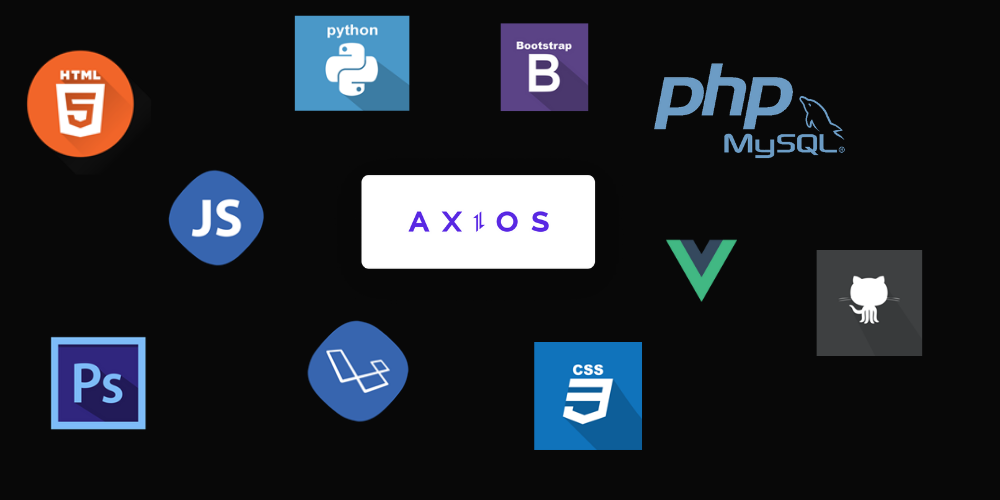 python
Bootstrap
B
HTML
5
php
MySQL®
JS
AXIOS
Ps
CSS
3